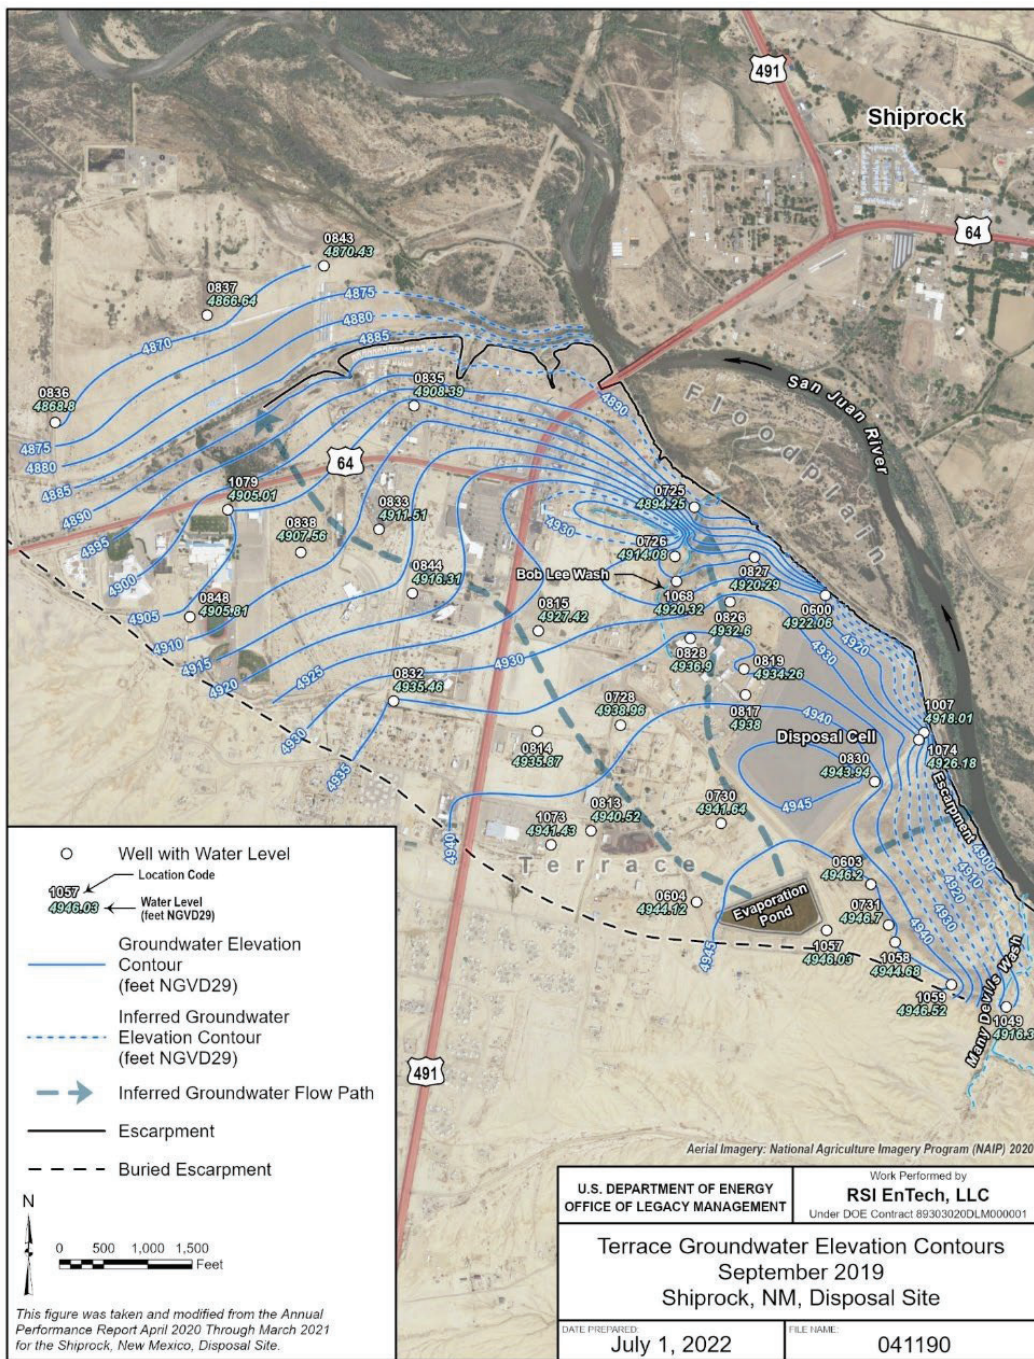 491
Shiprock
64
0843
4870.43
0837
4866.64
4875
4870
4880
4885
0836
4868.8
0835
4908.39
4890
San Juan River
Floodplain
4875
4880
4885
4890
4895
4900
4905
4910
4915
4920
4925
4930
4935
64
1079
4905.01
0838
4907.56
0833
4911.51
0844
4916.31
0848
4905.81
0725
4894.25
4930
0726
4914.08
Bob Lee Wash
1068
4920.32
0827
4920.29
0826
4932.6
0600
4922.06
0815
4927.42
0828
4936.9
4930
4930
4920
0819
4934.26
0832
4935.46
0728
4938.96
0817
4938
4940
1007
4918.01
Disposal Cell
1074
4926.18
0814
4935.87
0830
4943.94
4945
Escarpment
0730
4941.64
0813
4940.52
1073
4941.43
4940
Terrace
0603
4946.2
4900
4910
4920
4930
4940
0604
4944.12
Evaporation
Pond
0731
4946.7
1057
4946.03
1058
4944.68
4945
1059
4946.52
Many Devils Wash
1049
4916.3
491
Well with Water Level
1057
Location Code
4946.03
Water Level
(feet NGVD29)
Groundwater Elevation
Contour
(feet NGVD29)
Inferred Groundwater
Elevation Contour
(feet NGVD29)
Inferred Groundwater Flow Path
Escarpment
Buried Escarpment
N
0 500 1,000 1,500
Feet
This figure was taken and modified from the Annual
Performance Report April 2020 Through March 2021
for the Shiprock, New Mexico, Disposal Site.
Aerial Imagery: National Agriculture Imagery Program (NAIP) 2020
U.S. DEPARTMENT OF ENERGY
OFFICE OF LEGACY MANAGEMENT
Work Performed by
RSI EnTech, LLC
Under DOE Contract 89303020DLM000001
Terrace Groundwater Elevation Contours
September 2019
Shiprock, NM, Disposal Site
DATE PREPARED:
July 1, 2022
FILE NAME:
041190